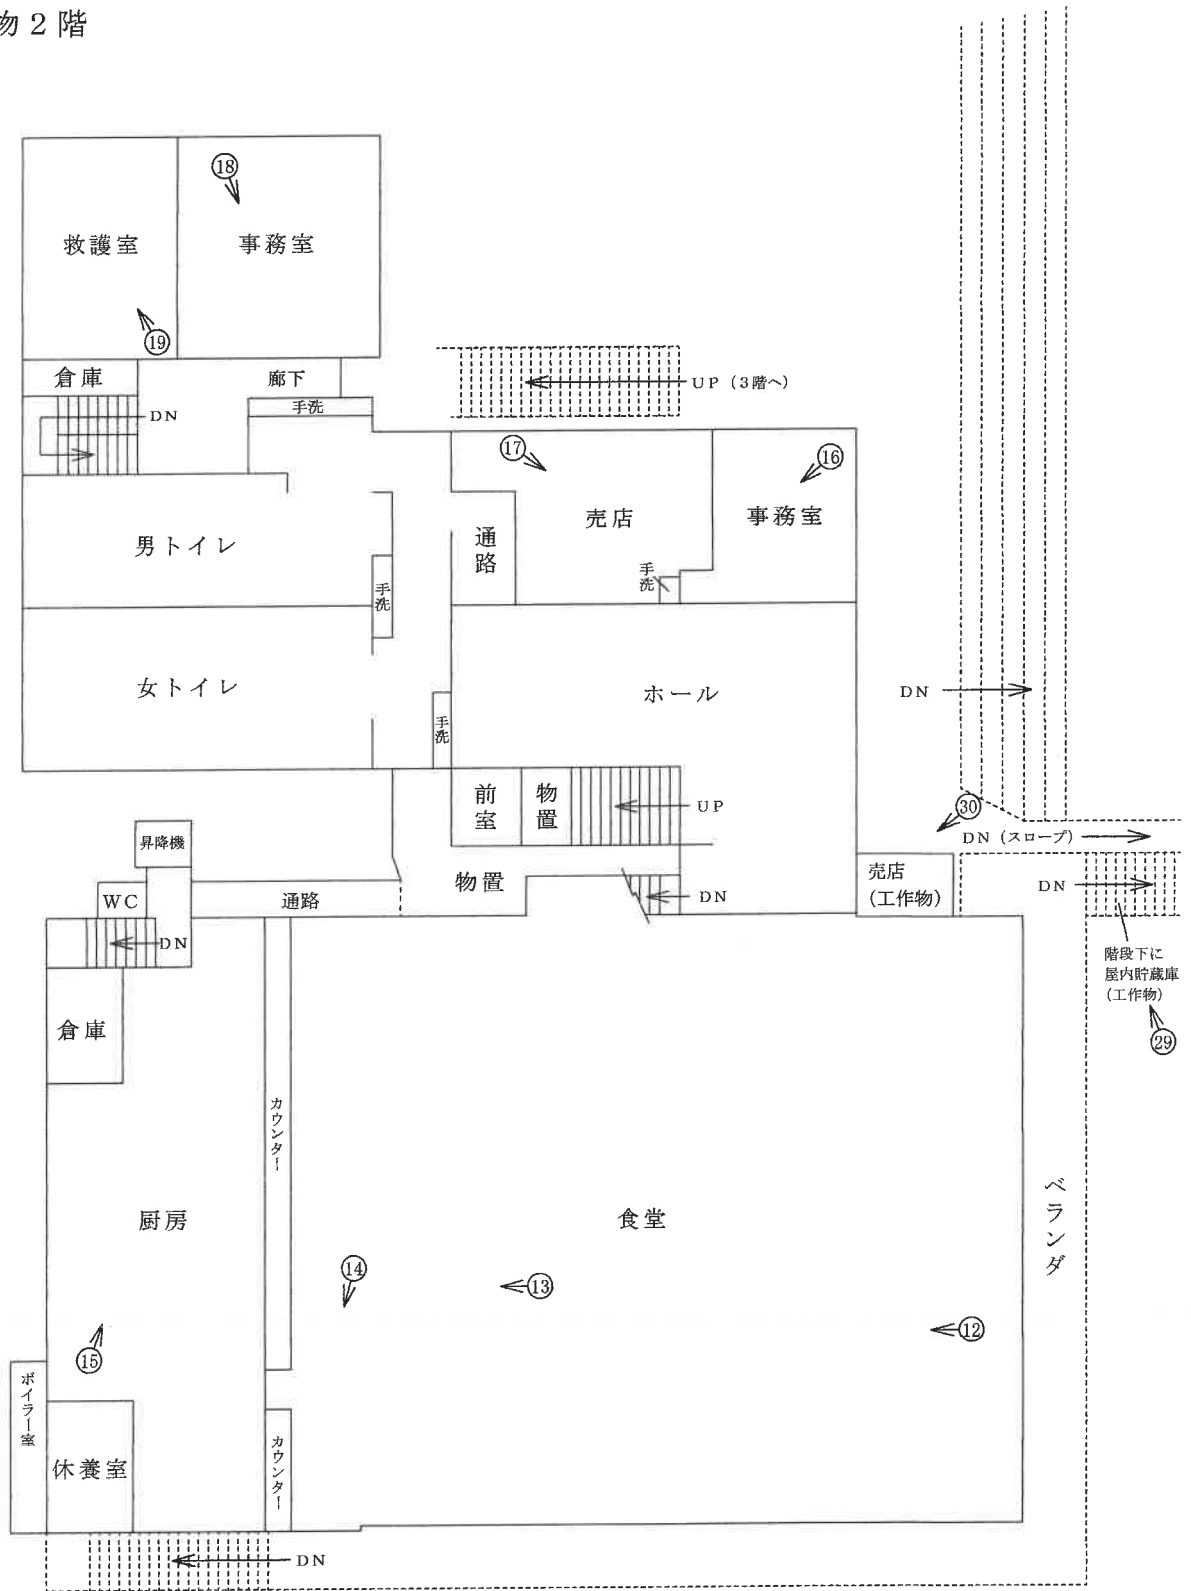 物2階
⑱
救護室
事務室
⑲
倉庫
廊下
UP (3階へ)
手洗
DN
⑰
⑯
売店
事務室
通路
男トイレ
手洗
手洗
女トイレ
ホール
DN
手洗
前室
物置
UP
㉚
昇降機
DN (スロープ)
売店
(工作物)
物置
DN
WC
通路
DN
DN
階段下に
屋内貯蔵庫
(工作物)
倉庫
㉙
カウンター
ベランダ
厨房
食堂
⑭
⑬
⑫
⑮
ボイラー室
カウンター
休養室
DN